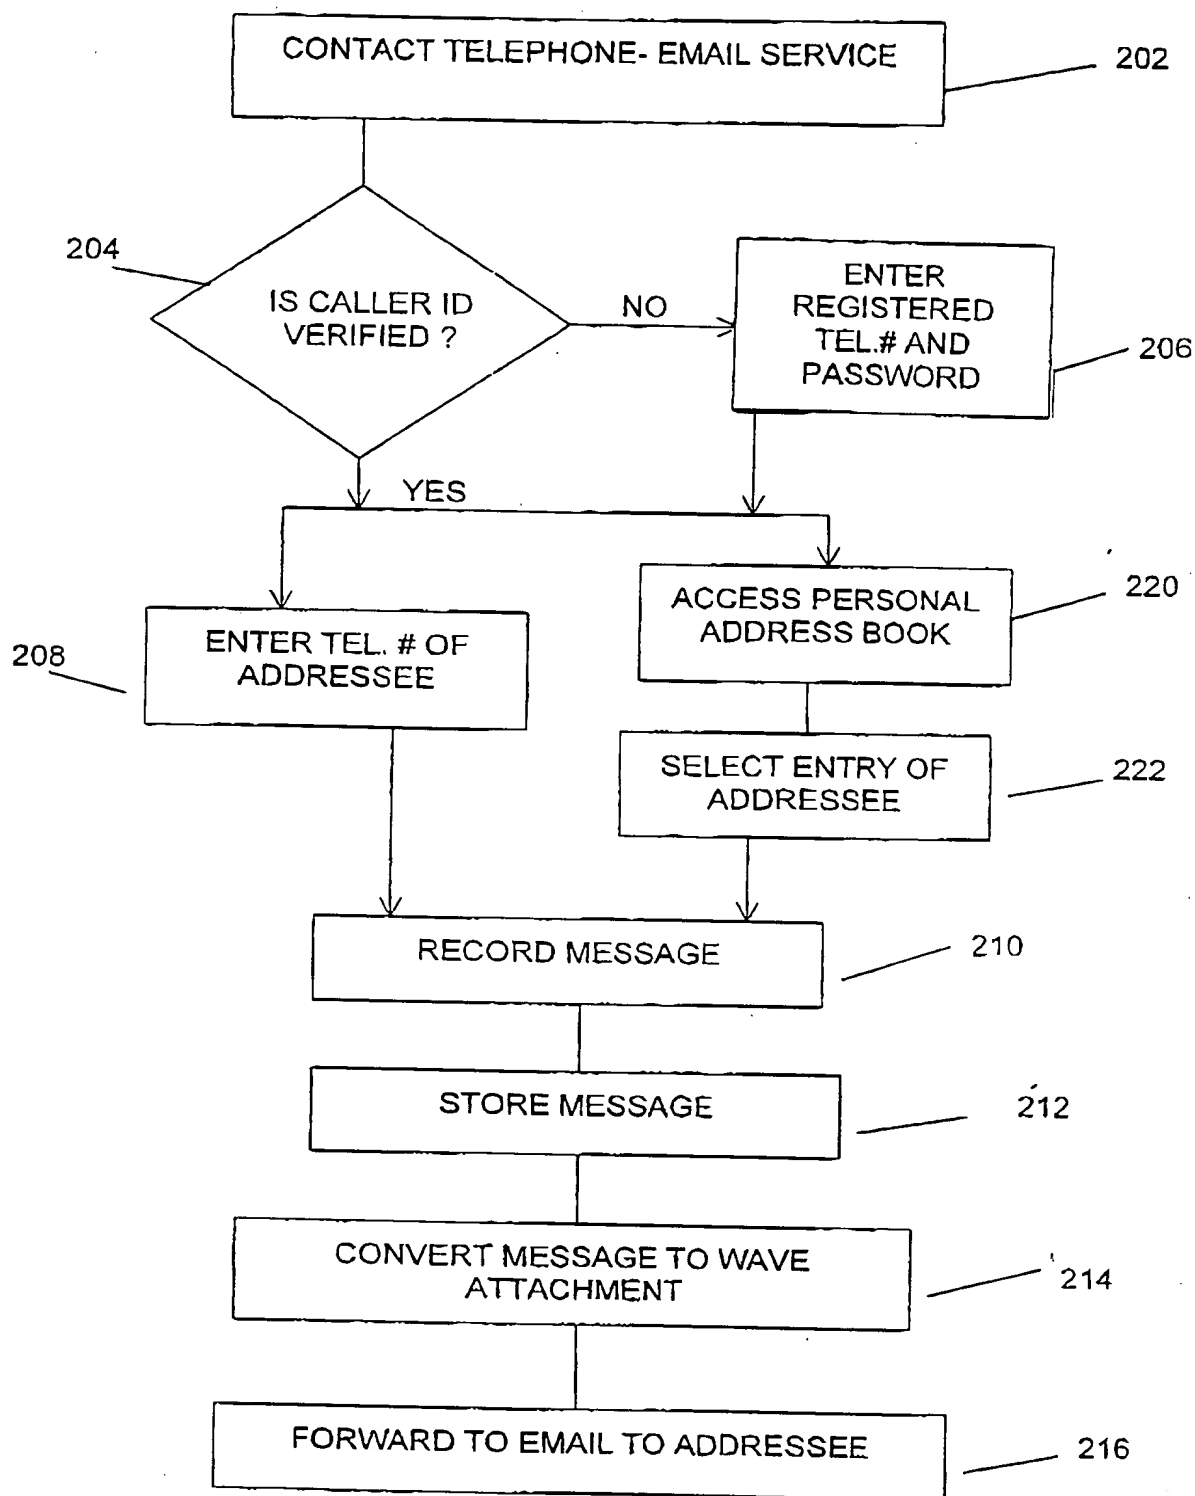 CONTACT TELEPHONE- EMAIL SERVICE
202
204
IS CALLER ID
VERIFIED ?
NO
ENTER
REGISTERED
TEL.# AND
PASSWORD
206
YES
208
ENTER TEL. # OF
ADDRESSEE
ACCESS PERSONAL
ADDRESS BOOK
220
SELECT ENTRY OF
ADDRESSEE
222
RECORD MESSAGE
210
STORE MESSAGE
212
CONVERT MESSAGE TO WAVE
ATTACHMENT
214
FORWARD TO EMAIL TO ADDRESSEE
216